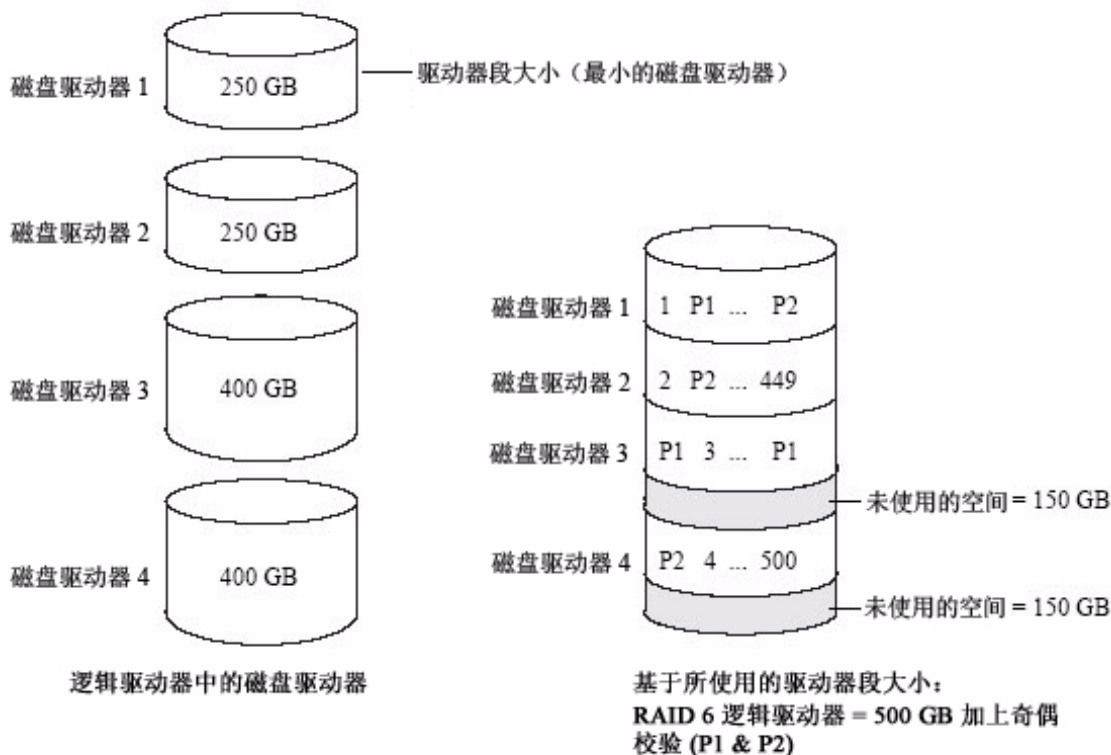 磁盘驱动器 1
250 GB
驱动器段大小（最小的磁盘驱动器）
磁盘驱动器 2
250 GB
磁盘驱动器 3
400 GB
磁盘驱动器 4
400 GB
逻辑驱动器中的磁盘驱动器
磁盘驱动器 1
1 P1 ... P2
磁盘驱动器 2
2 P2 ... 449
磁盘驱动器 3
P1 3 ... P1
未使用的空间 = 150 GB
磁盘驱动器 4
P2 4 ... 500
未使用的空间 = 150 GB
基于所使用的驱动器段大小：
RAID 6 逻辑驱动器 = 500 GB 加上奇偶
校验 (P1 & P2)